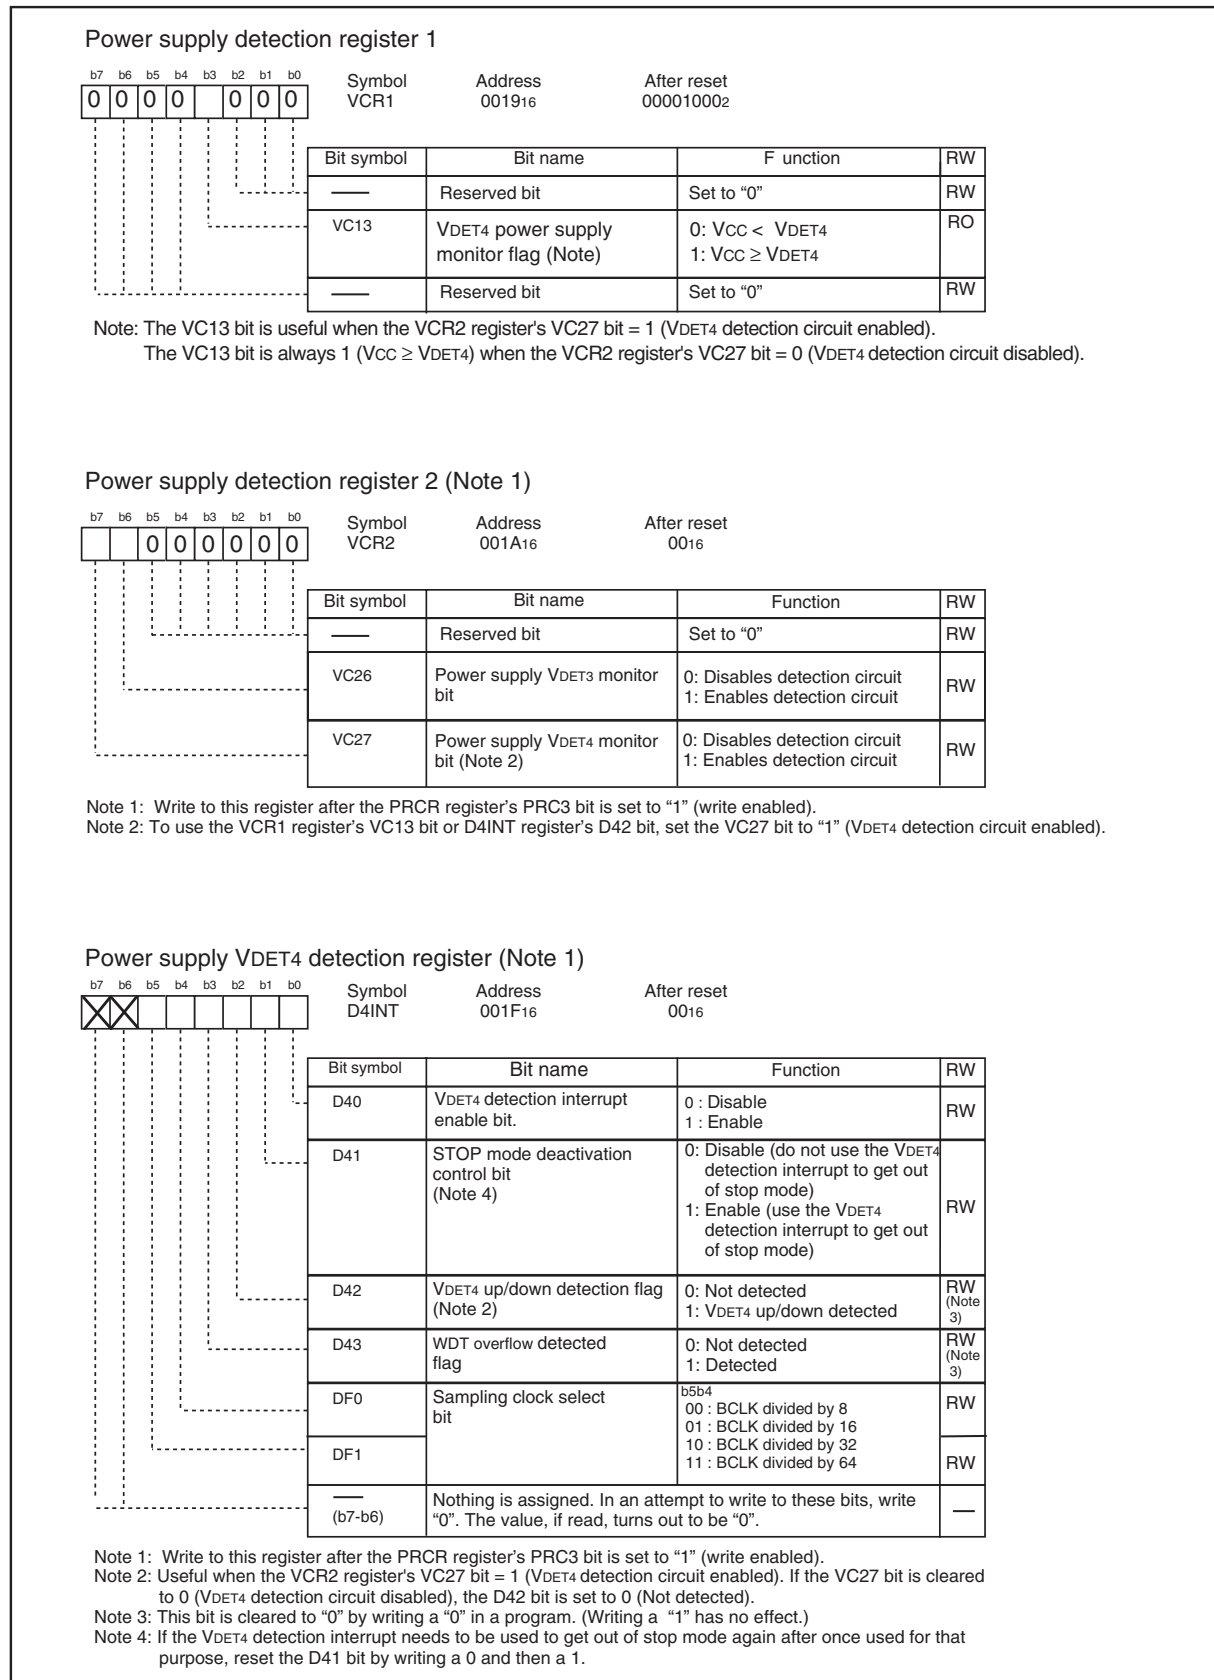 Power supply detection register 1
b7 b6 b5 b4 b3 b2 b1 b0
Symbol Address After reset
0 0 0 0 0 0 0 VCR1 001916 000010002
Bit symbol Bit name F unction RW
— Reserved bit Set to “0” RW
VC13 VDET4 power supply 0: VCC < VDET4 RO
monitor flag (Note) 1: VCC ≥ VDET4
— Reserved bit Set to “0” RW
Note: The VC13 bit is useful when the VCR2 register's VC27 bit = 1 (VDET4 detection circuit enabled).
The VC13 bit is always 1 (VCC ≥ VDET4) when the VCR2 register's VC27 bit = 0 (VDET4 detection circuit disabled).
Power supply detection register 2 (Note 1)
b7 b6 b5 b4 b3 b2 b1 b0
Symbol Address After reset
0 0 0 0 0 0 VCR2 001A16 0016
Bit symbol Bit name Function RW
— Reserved bit Set to “0” RW
VC26 Power supply VDET3 monitor 0: Disables detection circuit RW
bit 1: Enables detection circuit
VC27 Power supply VDET4 monitor 0: Disables detection circuit RW
bit (Note 2) 1: Enables detection circuit
Note 1: Write to this register after the PRCR register’s PRC3 bit is set to “1” (write enabled).
Note 2: To use the VCR1 register’s VC13 bit or D4INT register’s D42 bit, set the VC27 bit to “1” (VDET4 detection circuit enabled).
Power supply VDET4 detection register (Note 1)
b7 b6 b5 b4 b3 b2 b1 b0
Symbol Address After reset
D4INT 001F16 0016
Bit symbol Bit name Function RW
D40 VDET4 detection interrupt 0 : Disable RW
enable bit. 1 : Enable
D41 STOP mode deactivation 0: Disable (do not use the VDET4
control bit detection interrupt to get out
(Note 4) of stop mode)
1: Enable (use the VDET4 RW
detection interrupt to get out
of stop mode)
D42 VDET4 up/down detection flag 0: Not detected RW
(Note 2) 1: VDET4 up/down detected (Note
3)
D43 WDT overflow detected 0: Not detected RW
flag 1: Detected (Note
3)
b5b4
DF0 Sampling clock select 00 : BCLK divided by 8 RW
bit 01 : BCLK divided by 16
10 : BCLK divided by 32
DF1 11 : BCLK divided by 64 RW
— Nothing is assigned. In an attempt to write to these bits, write —
(b7-b6) “0”. The value, if read, turns out to be “0”.
Note 1: Write to this register after the PRCR register’s PRC3 bit is set to “1” (write enabled).
Note 2: Useful when the VCR2 register’s VC27 bit = 1 (VDET4 detection circuit enabled). If the VC27 bit is cleared
to 0 (VDET4 detection circuit disabled), the D42 bit is set to 0 (Not detected).
Note 3: This bit is cleared to “0” by writing a “0” in a program. (Writing a “1” has no effect.)
Note 4: If the VDET4 detection interrupt needs to be used to get out of stop mode again after once used for that
purpose, reset the D41 bit by writing a 0 and then a 1.